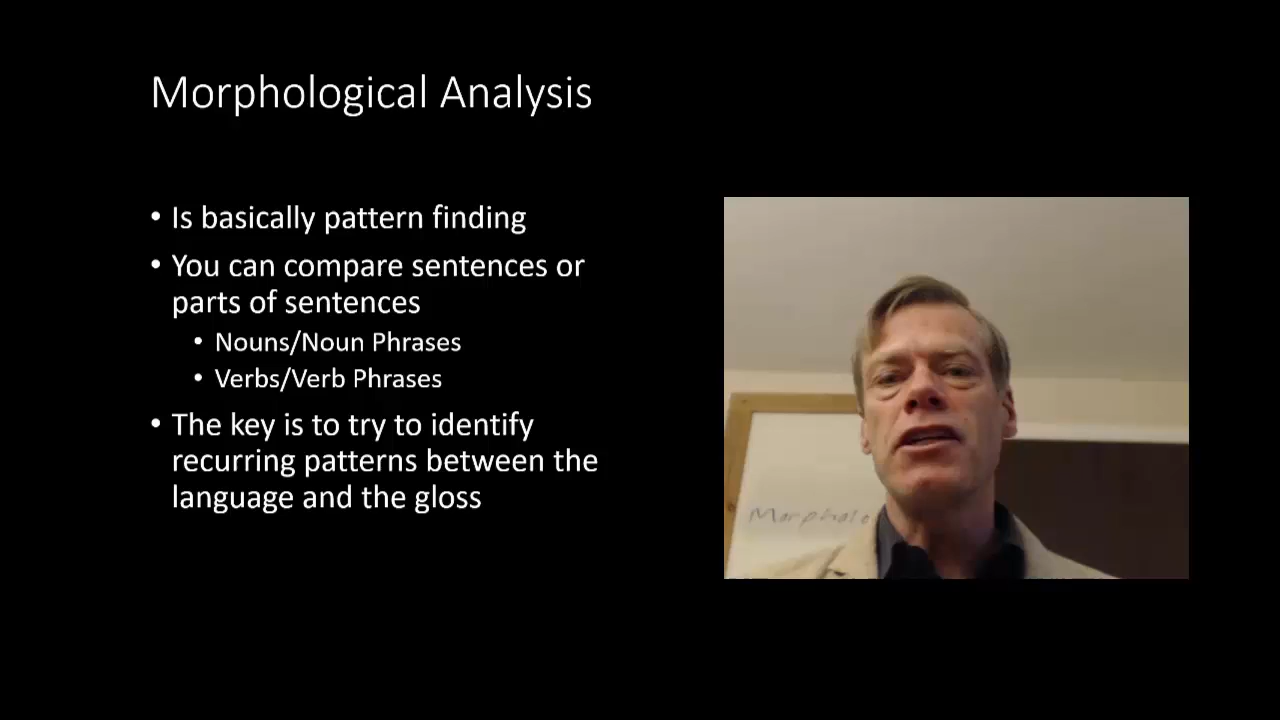 Morphological Analysis
• Is basically pattern finding
• You can compare sentences or
parts of sentences
• Nouns/Noun Phrases
• Verbs/Verb Phrases
• The key is to try to identify
recurring patterns between the
language and the gloss
Morpholo